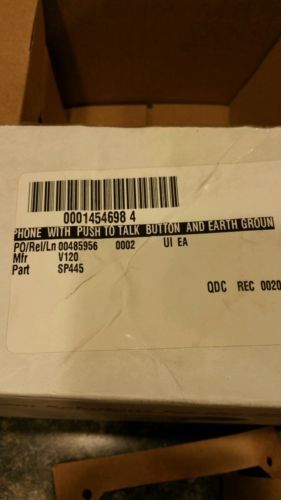 0001454698 4
PHONE WITH PUSH TO TALK BUTTON AND EARTH GROUN
PO/Rel/Ln 00485956 0002 UI EA
Mfr V120
Part SP445
QDC REC 0020